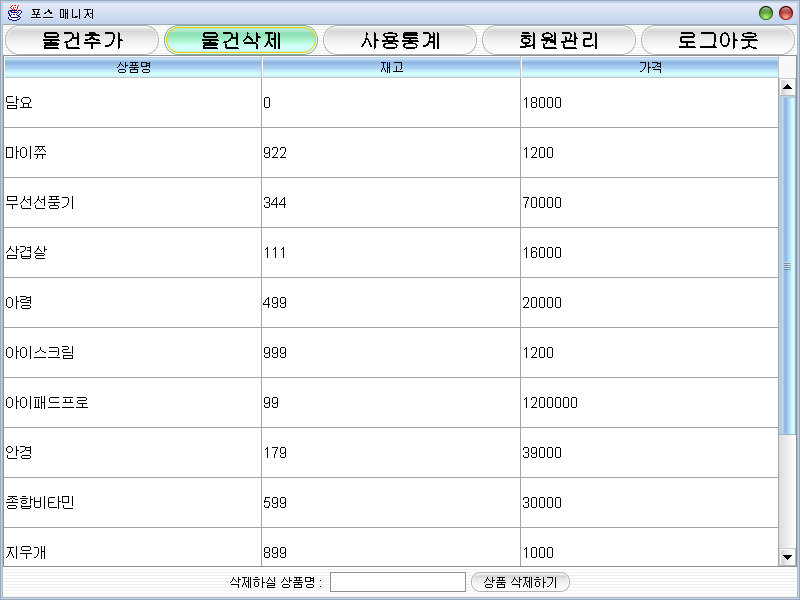 포스 매니저
물건추가 물건삭제 사용통계 회원관리 로그아웃
상품명 재고 가격
담요 0 18000
마이쮸 922 1200
무선선풍기 344 70000
삼겹살 111 16000
아령 499 20000
아이스크림 999 1200
아이패드프로 99 1200000
안경 179 39000
종합비타민 599 30000
지우개 899 1000
삭제하실 상품명 : 상품 삭제하기